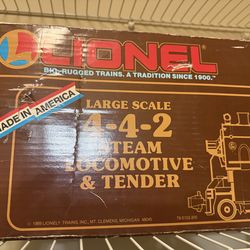 LIONEL
BIG, RUGGED TRAINS. A TRADITION SINCE 1900.™
MADE IN AMERICA
LARGE SCALE
4-4-2
STEAM
LOCOMOTIVE
& TENDER
© 1989 LIONEL TRAINS, INC., MT. CLEMENS, MICHIGAN 48045